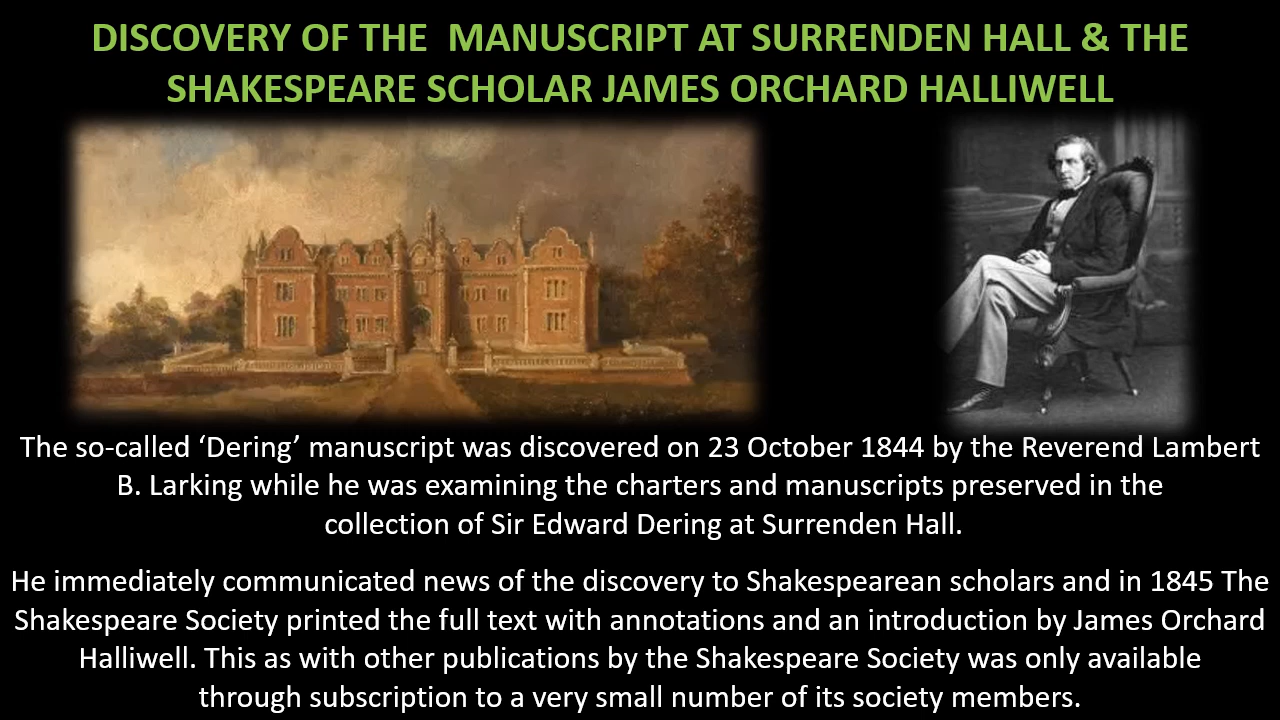 DISCOVERY OF THE  MANUSCRIPT AT SURRENDEN HALL & THE
SHAKESPEARE SCHOLAR JAMES ORCHARD HALLIWELL
The so-called ‘Dering’ manuscript was discovered on 23 October 1844 by the Reverend Lambert
B. Larking while he was examining the charters and manuscripts preserved in the
collection of Sir Edward Dering at Surrenden Hall.
He immediately communicated news of the discovery to Shakespearean scholars and in 1845 The
Shakespeare Society printed the full text with annotations and an introduction by James Orchard
Halliwell. This as with other publications by the Shakespeare Society was only available
through subscription to a very small number of its society members.